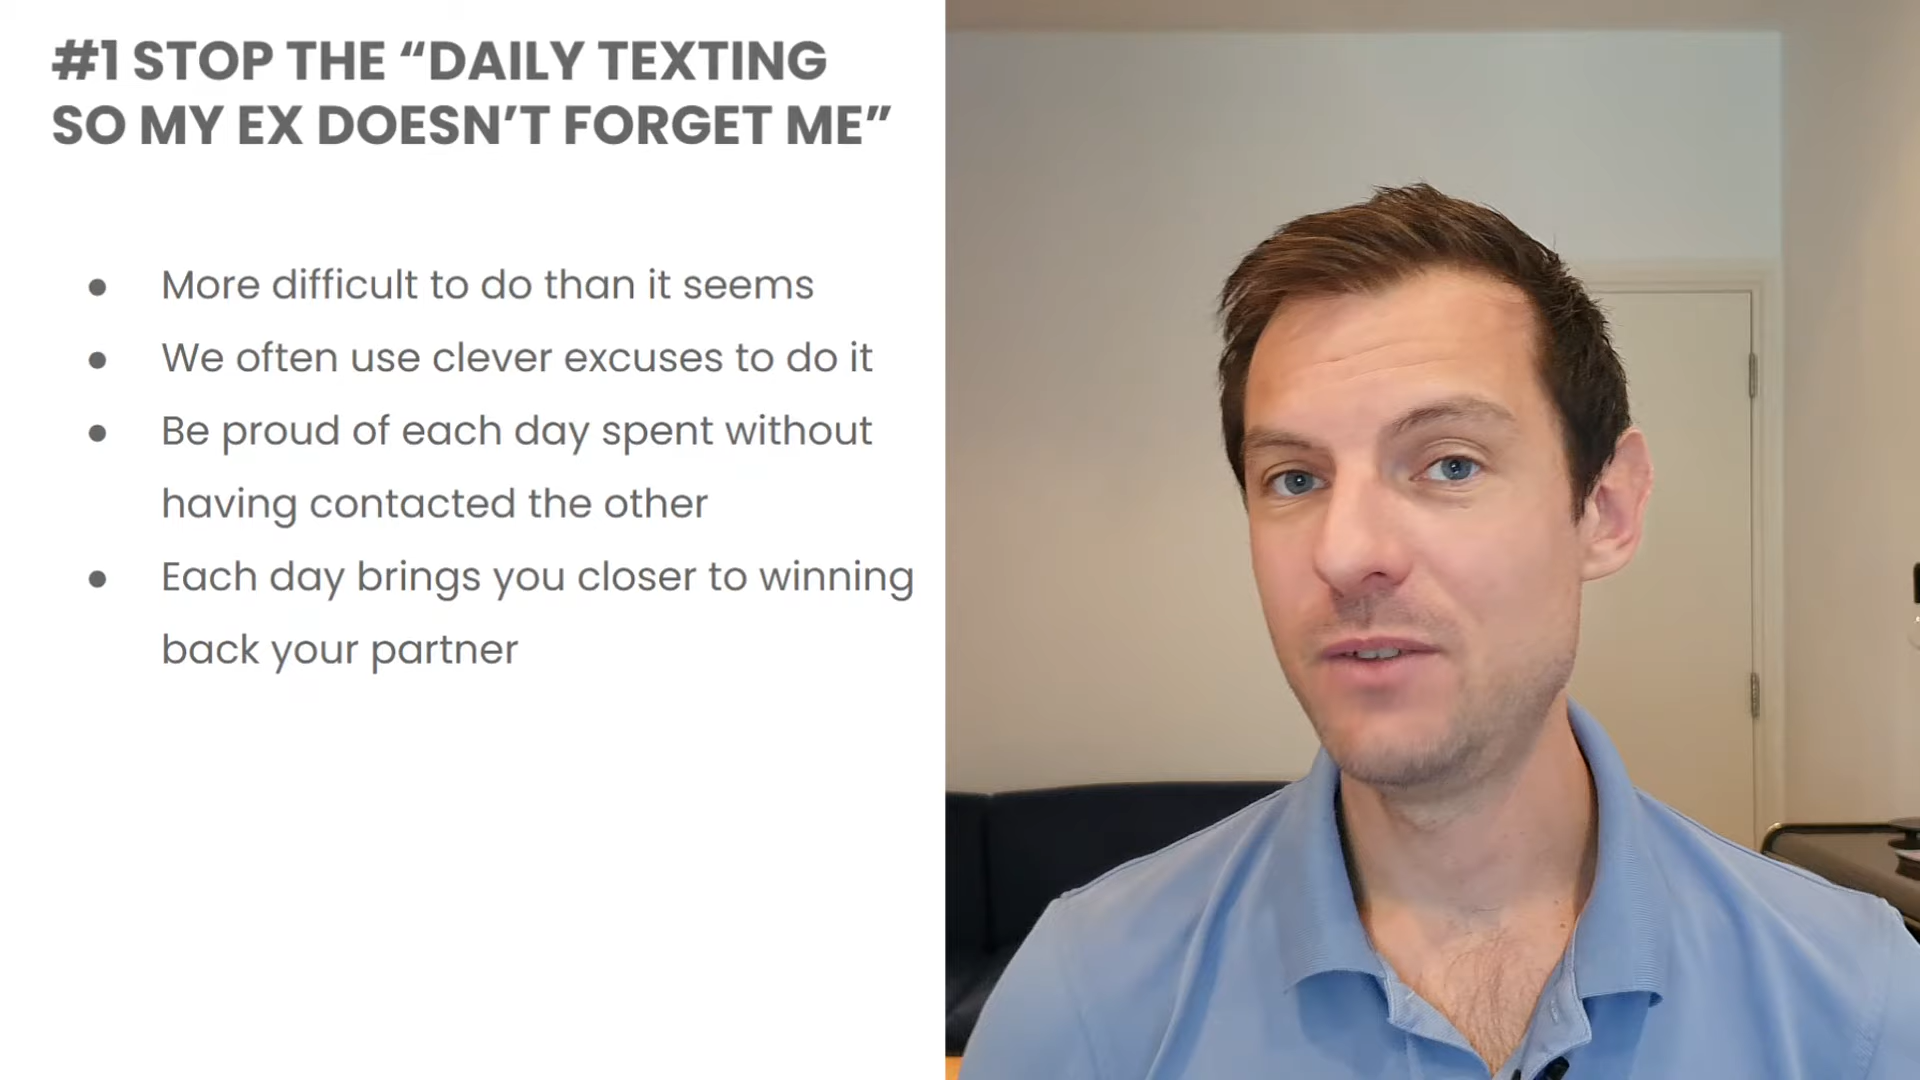 #1 STOP THE “DAILY TEXTING
SO MY EX DOESN’T FORGET ME”
● More difficult to do than it seems
● We often use clever excuses to do it
● Be proud of each day spent without
having contacted the other
● Each day brings you closer to winning
back your partner